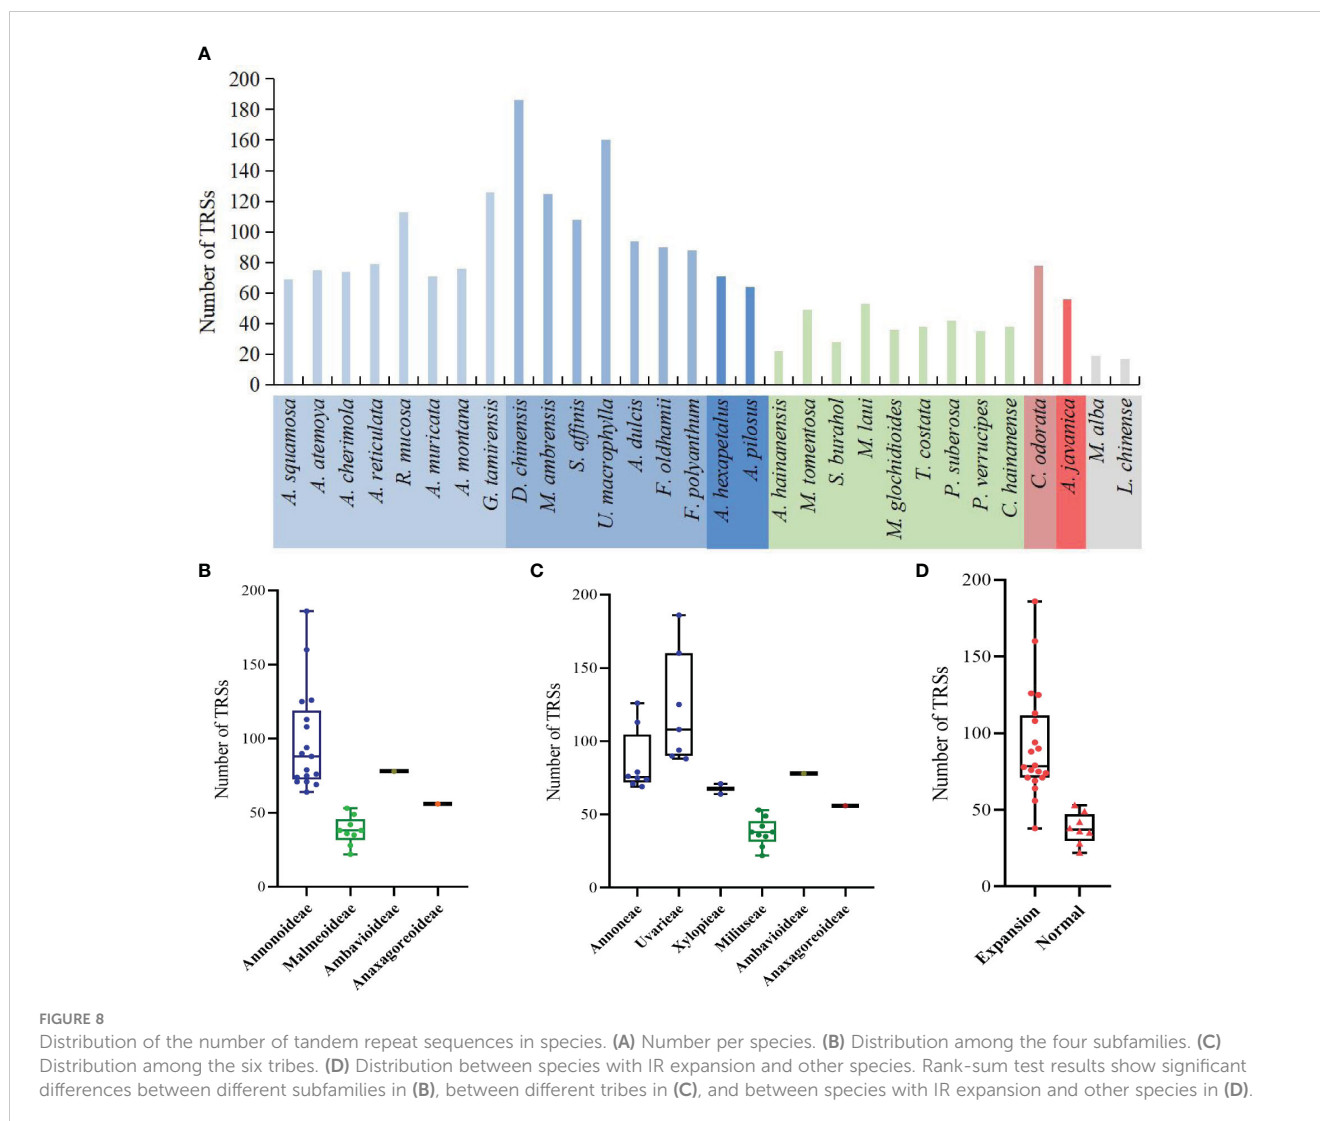 A
200
180
160
140
120
100
80
60
40
20
0
Number of TRSs
A. squamosa
A. atemoya
A. cherimola
A. reticulata
R. mucosa
A. muricata
A. montana
G. tamirensis
D. chinensis
M. ambrensis
S. affinis
U. macrophylla
A. dulcis
F. oldhamii
F. polyanthum
A. hexapetalus
A. pilosus
A. hainanensis
M. tomentosa
S. burahol
M. laui
M. glochidioides
T. costata
P. suberosa
P. verrucipes
C. hainanense
C. odorata
A. javanica
M. alba
L. chinense
B
200
150
100
50
0
Number of TRSs
Annonoideae
Malmeoideae
Ambavioideae
Anaxagoreoideae
C
200
150
100
50
0
Number of TRSs
Annoneae
Uvarieae
Xylopieae
Miliuseae
Ambavioideae
Anaxagoreoideae
D
200
150
100
50
0
Number of TRSs
Expansion
Normal
FIGURE 8
Distribution of the number of tandem repeat sequences in species. (A) Number per species. (B) Distribution among the four subfamilies. (C)
Distribution among the six tribes. (D) Distribution between species with IR expansion and other species. Rank-sum test results show significant
differences between different subfamilies in (B), between different tribes in (C), and between species with IR expansion and other species in (D).